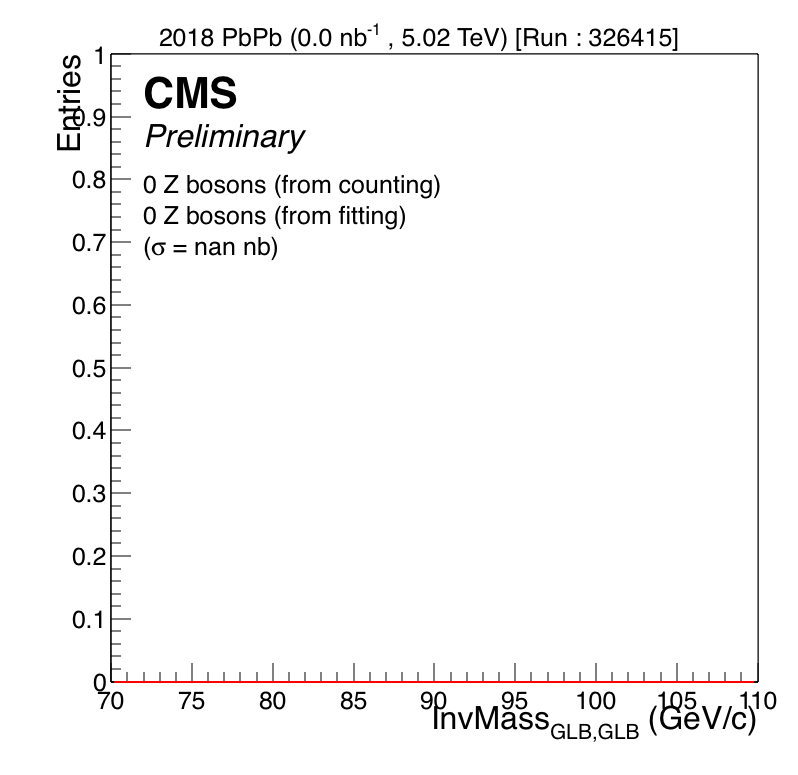 2018 PbPb (0.0 nb-1 , 5.02 TeV) [Run : 326415]
Entries
CMS
Preliminary
0 Z bosons (from counting)
0 Z bosons (from fitting)
(σ = nan nb)
1
0.9
0.8
0.7
0.6
0.5
0.4
0.3
0.2
0.1
0
70 75 80 85 90 95 100 105 110
InvMassGLB,GLB (GeV/c)